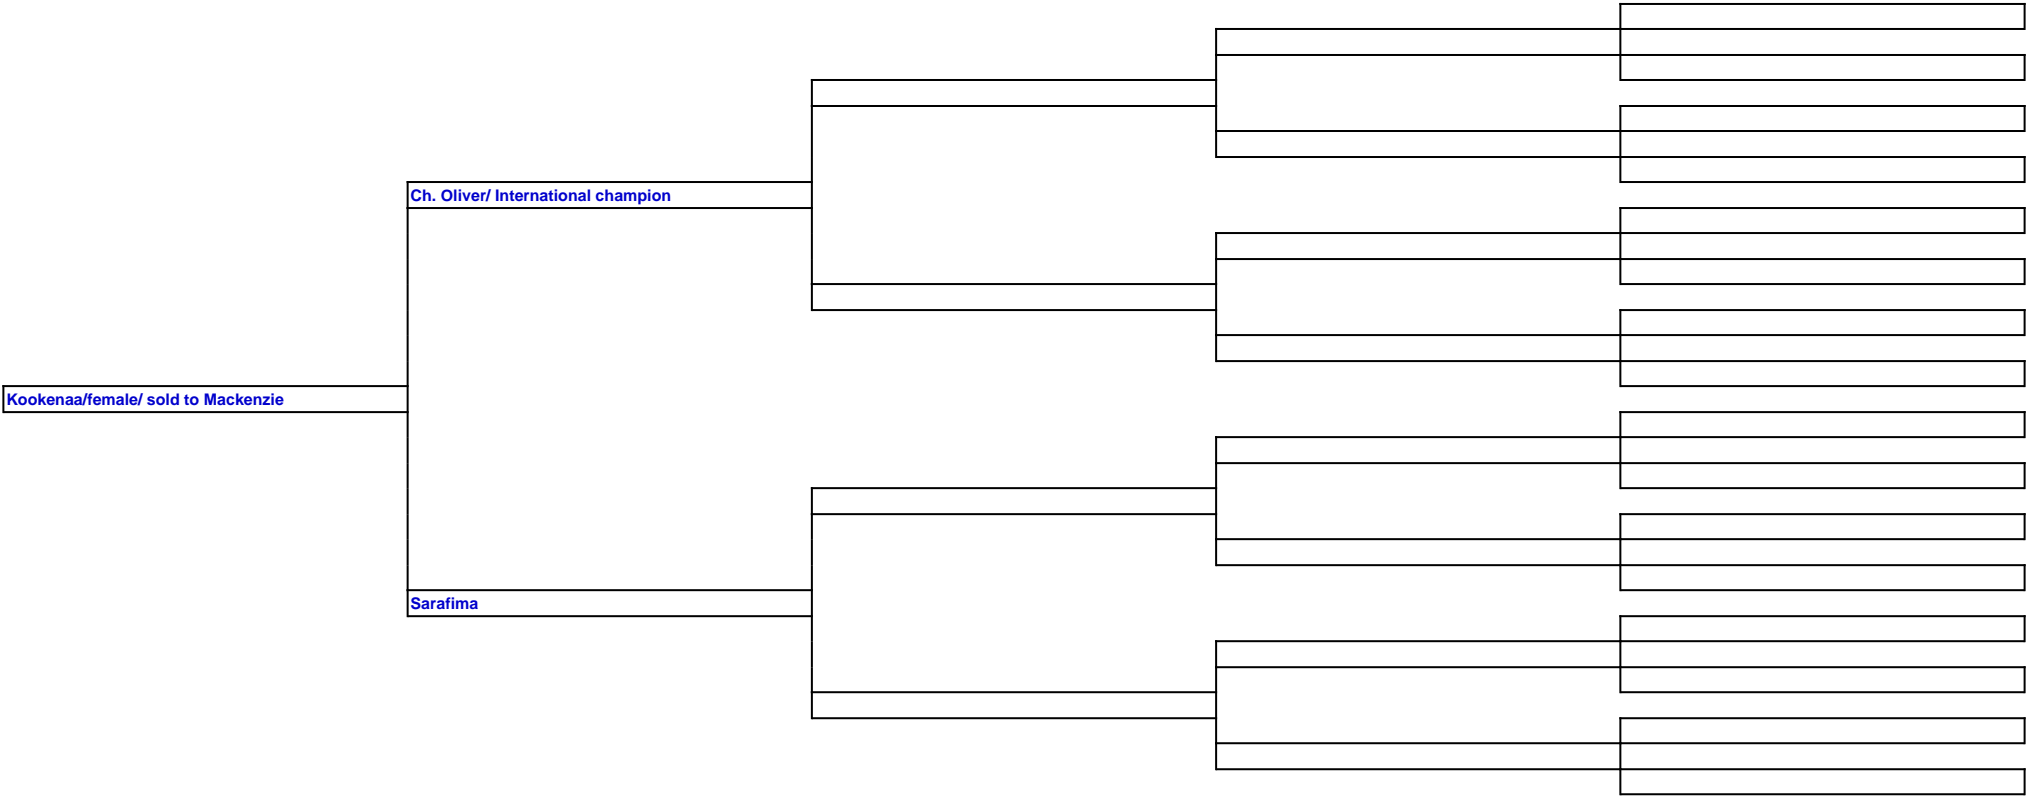 Ch. Oliver/ International champion
Kookenaa/female/ sold to Mackenzie
Sarafima